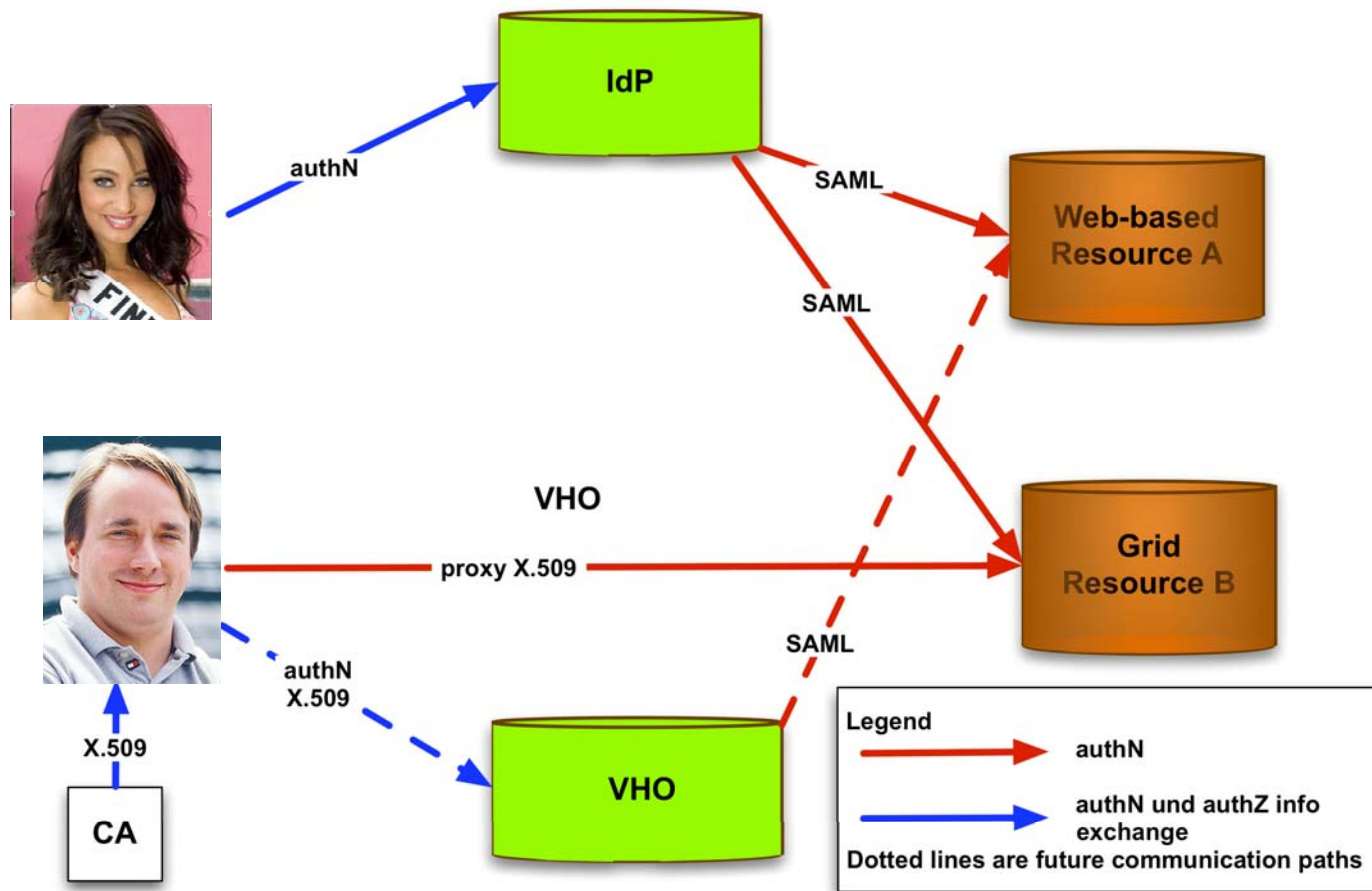 IdP
authN
SAML
Web-based
Resource A
SAML
FIN
VHO
Grid
Resource B
proxy X.509
SAML
authN
X.509
X.509
VHO
CA
Legend
authN
authN und authZ info
exchange
Dotted lines are future communication paths